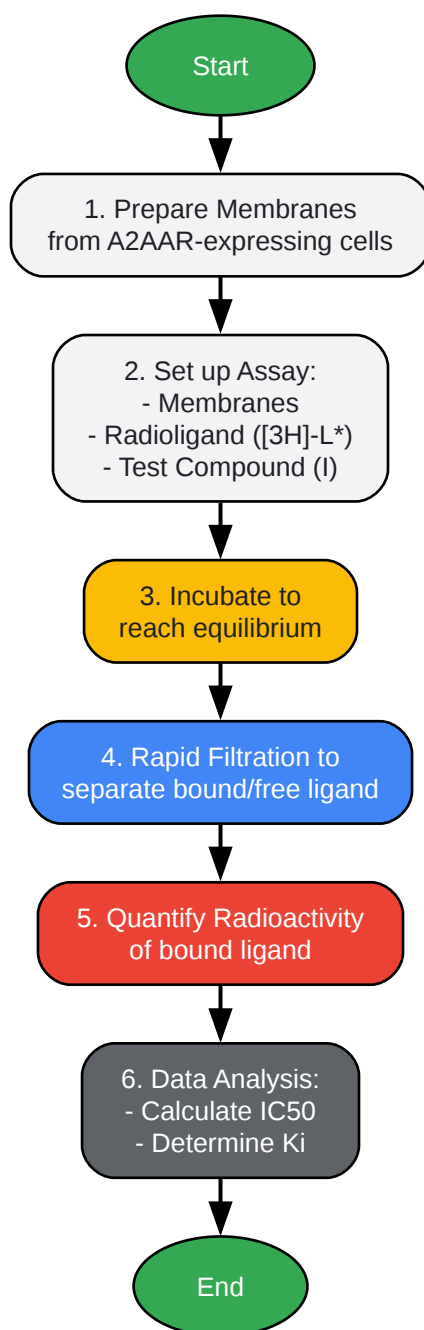 Start
1. Prepare Membranes
from A2AAR-expressing cells
2. Set up Assay:
- Membranes
- Radioligand ([3H]-L*)
- Test Compound (I)
3. Incubate to
reach equilibrium
4. Rapid Filtration to
separate bound/free ligand
5. Quantify Radioactivity
of bound ligand
6. Data Analysis:
- Calculate IC50
- Determine Ki
End